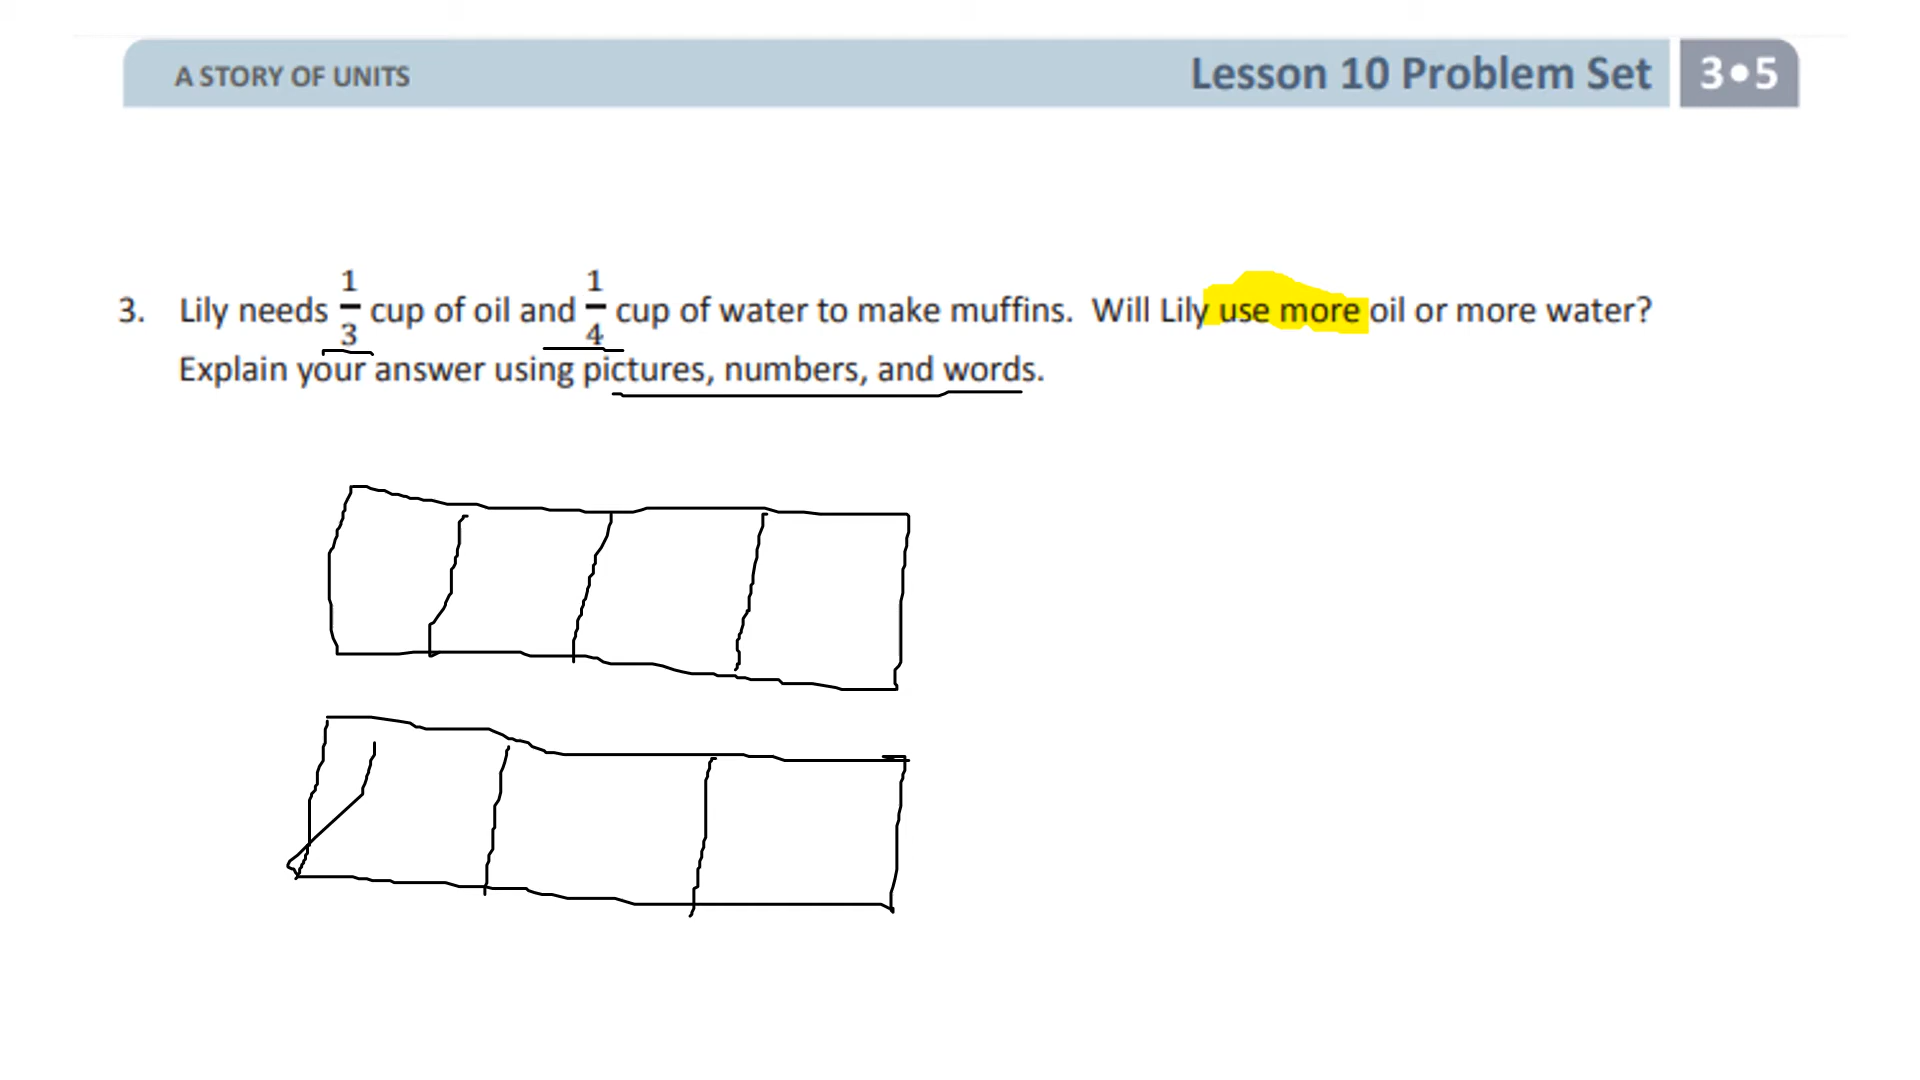 A STORY OF UNITS
Lesson 10 Problem Set 3•5
3. Lily needs 1/3 cup of oil and 1/4 cup of water to make muffins. Will Lily use more oil or more water?
Explain your answer using pictures, numbers, and words.